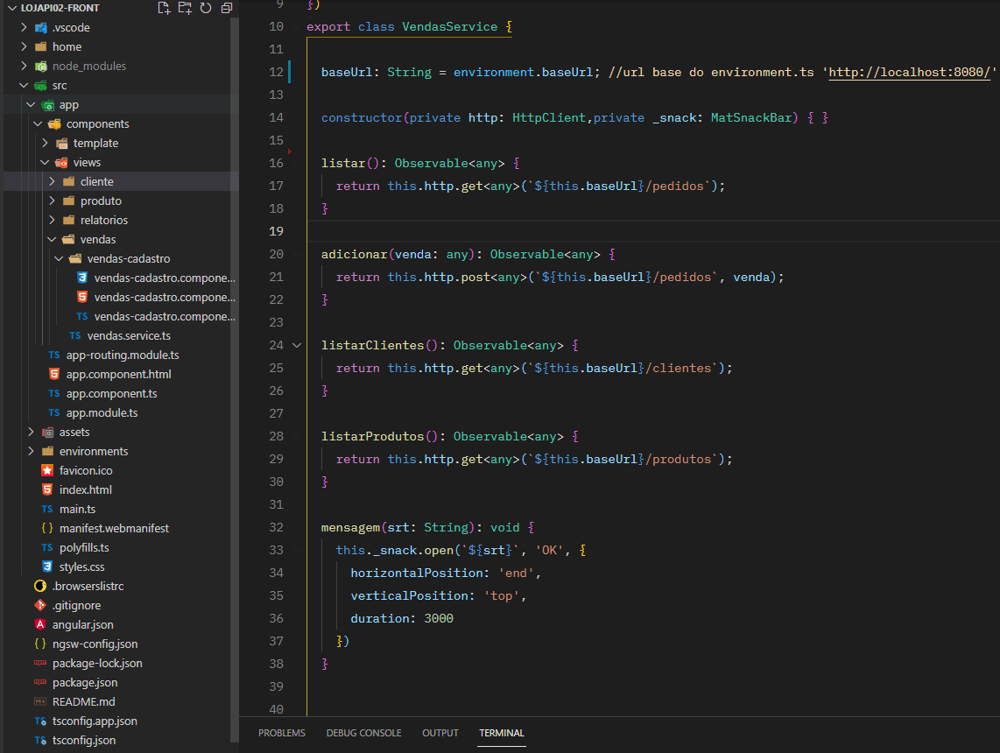 LOJAPI02-FRONT
.vscode
home
node_modules
src
app
components
template
views
cliente
produto
relatorios
vendas
vendas-cadastro
vendas-cadastro.compone...
vendas-cadastro.compone...
TS vendas-cadastro.compone...
TS vendas.service.ts
TS app-routing.module.ts
app.component.html
TS app.component.ts
TS app.module.ts
assets
environments
favicon.ico
index.html
TS main.ts
{ } manifest.webmanifest
TS polyfills.ts
styles.css
.browserslistrc
.gitignore
angular.json
{ } ngsw-config.json
package-lock.json
package.json
README.md
TS tsconfig.app.json
TS tsconfig.json
9 })
10 export class VendasService {
11
12 baseUrl: String = environment.baseUrl; //url base do environment.ts 'http://localhost:8080/'
13
14 constructor(private http: HttpClient,private _snack: MatSnackBar) { }
15
16 listar(): Observable<any> {
17 return this.http.get<any>(`${this.baseUrl}/pedidos`);
18 }
19
20 adicionar(venda: any): Observable<any> {
21 return this.http.post<any>(`${this.baseUrl}/pedidos`, venda);
22 }
23
24 listarClientes(): Observable<any> {
25 return this.http.get<any>(`${this.baseUrl}/clientes`);
26 }
27
28 listarProdutos(): Observable<any> {
29 return this.http.get<any>(`${this.baseUrl}/produtos`);
30 }
31
32 mensagem(srt: String): void {
33 this._snack.open(`${srt}`, 'OK', {
34 horizontalPosition: 'end',
35 verticalPosition: 'top',
36 duration: 3000
37 })
38 }
39
40
PROBLEMS DEBUG CONSOLE OUTPUT TERMINAL